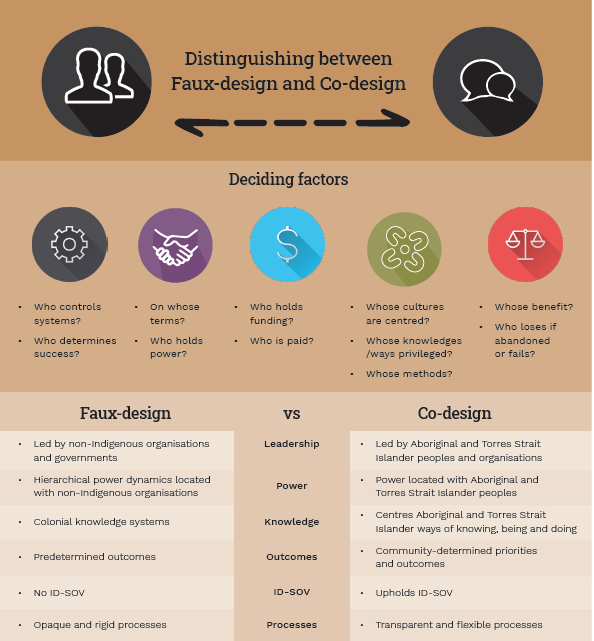 Distinguishing between
Faux-design and Co-design
Deciding factors
• Who controls
systems?
• Who determines
success?
• On whose
terms?
• Who holds
power?
• Who holds
funding?
• Who is paid?
• Whose cultures
are centred?
• Whose knowledges
/ways privileged?
• Whose methods?
• Whose benefit?
• Who loses if
abandoned
or fails?
Faux-design vs Co-design
• Led by non-Indigenous organisations
and governments
Leadership
• Led by Aboriginal and Torres Strait
Islander peoples and organisations
• Hierarchical power dynamics located
with non-Indigenous organisations
Power
• Power located with Aboriginal and
Torres Strait Islander peoples
• Colonial knowledge systems
Knowledge
• Centres Aboriginal and Torres Strait
Islander ways of knowing, being and doing
• Predetermined outcomes
Outcomes
• Community-determined priorities
and outcomes
• No ID-SOV
ID-SOV
• Upholds ID-SOV
• Opaque and rigid processes
Processes
• Transparent and flexible processes